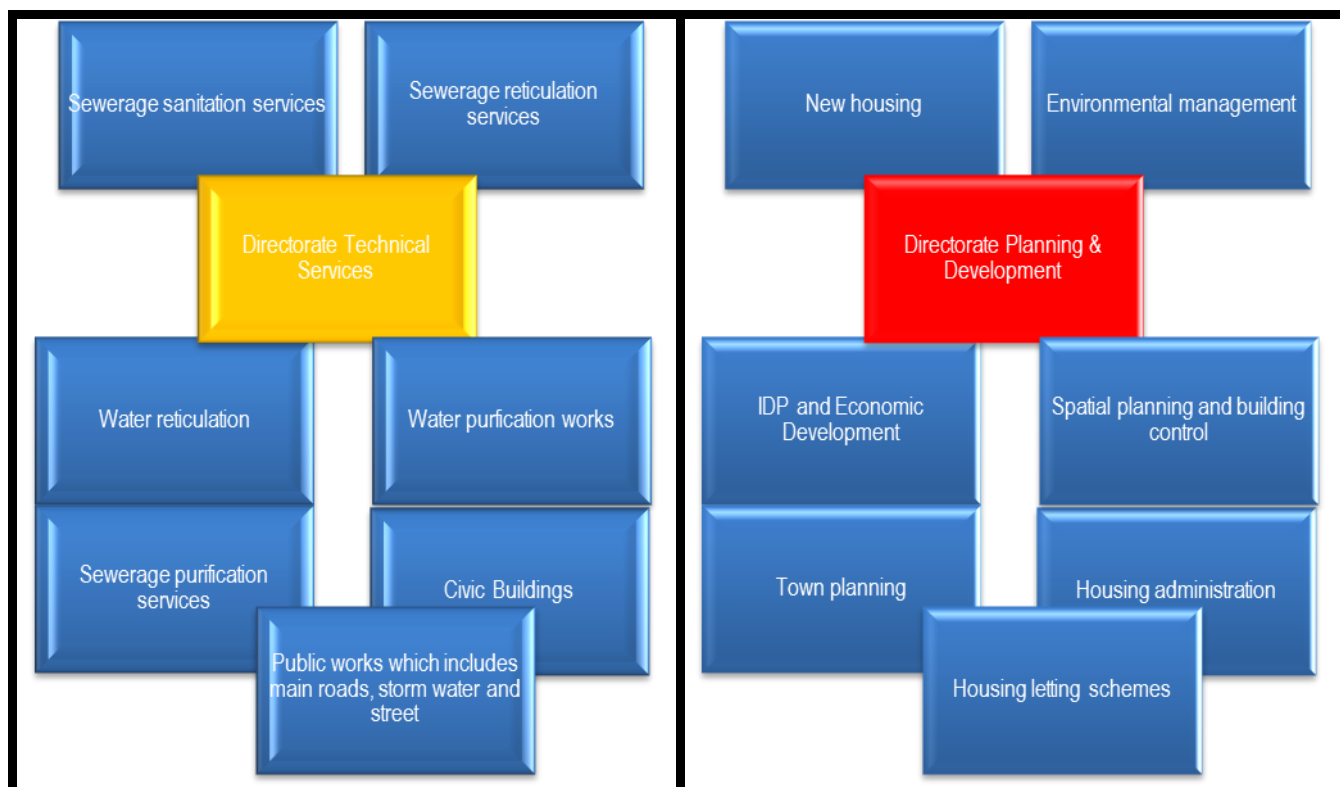 Sewerage sanitation services
Sewerage reticulation
services
Directorate Technical
Services
Water reticulation
Water purfication works
Sewerage purification
services
Civic Buildings
Public works which includes
main roads, storm water and
street
New housing
Environmental management
Directorate Planning &
Development
IDP and Economic
Development
Spatial planning and building
control
Town planning
Housing administration
Housing letting schemes